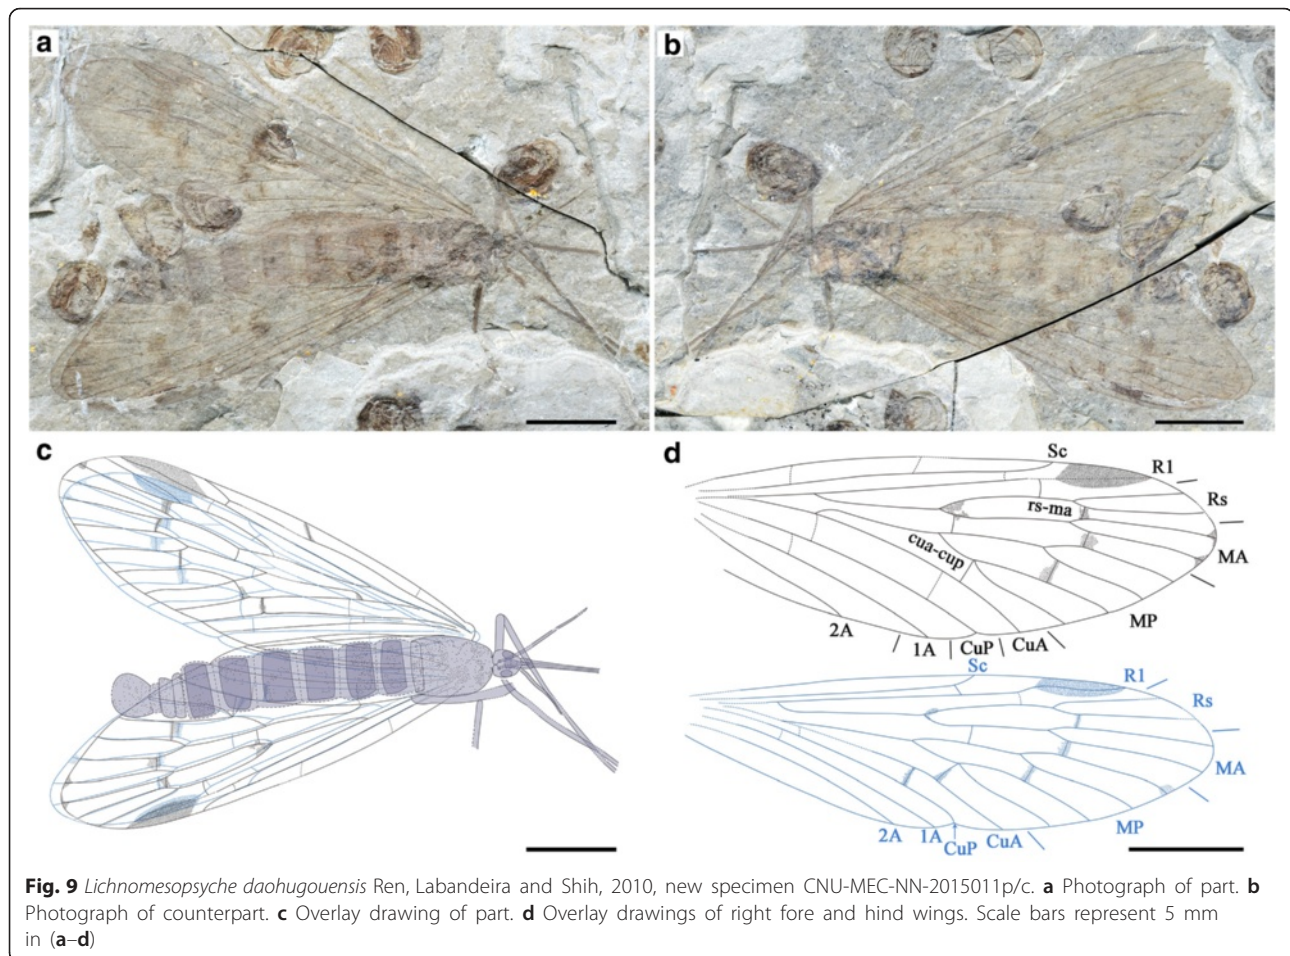 a
b
c
d
Sc
R1
Rs
rs-ma
MA
cua-cup
MP
2A
1A
CuP
CuA
Sc
R1
Rs
MA
MP
2A
1A
CuP
CuA
Fig. 9 Lichnomesopsyche daohugouensis Ren, Labandeira and Shih, 2010, new specimen CNU-MEC-NN-2015011p/c. a Photograph of part. b
Photograph of counterpart. c Overlay drawing of part. d Overlay drawings of right fore and hind wings. Scale bars represent 5 mm
in (a–d)